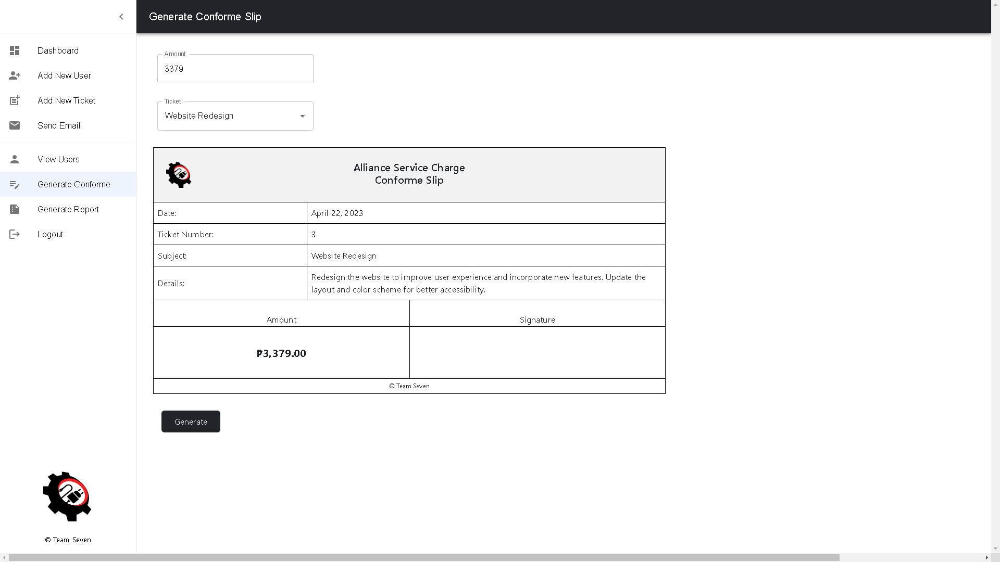 Generate Conforme Slip
Dashboard
Add New User
Add New Ticket
Send Email
View Users
Generate Conforme
Generate Report
Logout
© Team Seven
Amount
3379
Ticket
Website Redesign
Alliance Service Charge
Conforme Slip
Date:
April 22, 2023
Ticket Number:
3
Subject:
Website Redesign
Details:
Redesign the website to improve user experience and incorporate new features. Update the
layout and color scheme for better accessibility.
Amount
Signature
₱3,379.00
© Team Seven
Generate